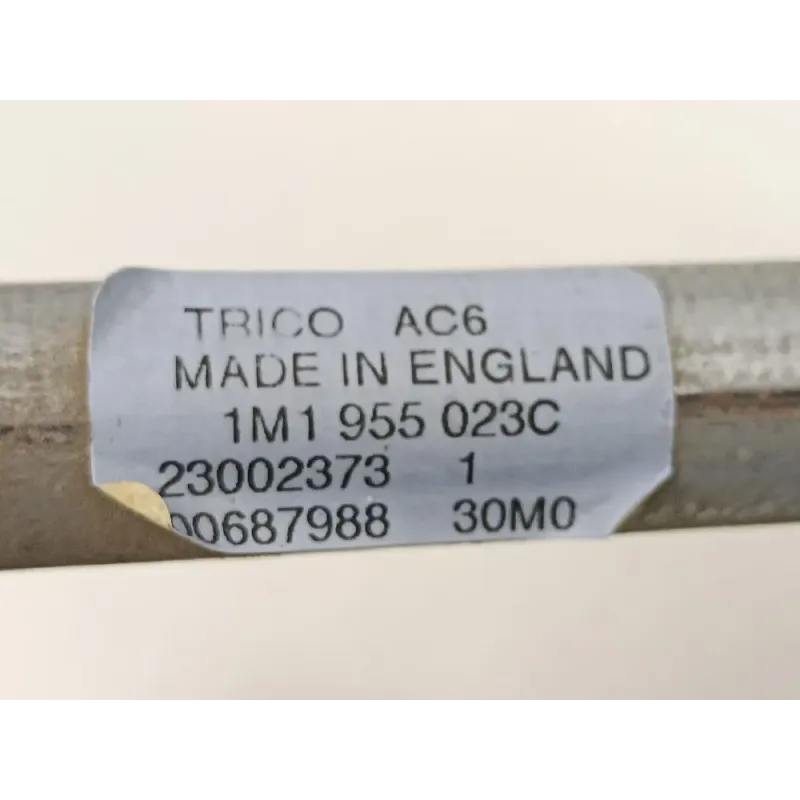 TRICO AC6
MADE IN ENGLAND
1M1 955 023C
23002373 1
00687988 30M0